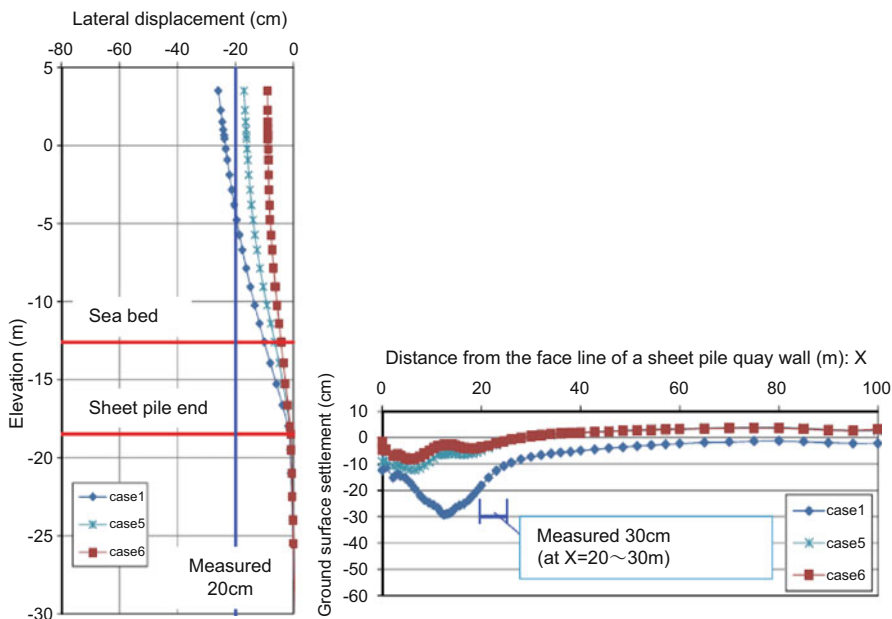 Lateral displacement (cm)
-80 -60 -40 -20 0
5
0
-5
-10
-15
-20
-25
-30
Elevation (m)
Sea bed
Sheet pile end
case1
case5
case6
Measured
20cm
Distance from the face line of a sheet pile quay wall (m): X
0 20 40 60 80 100
10
0
-10
-20
-30
-40
-50
-60
Ground surface settlement (cm)
Measured 30cm
(at X=20～30m)
case1
case5
case6